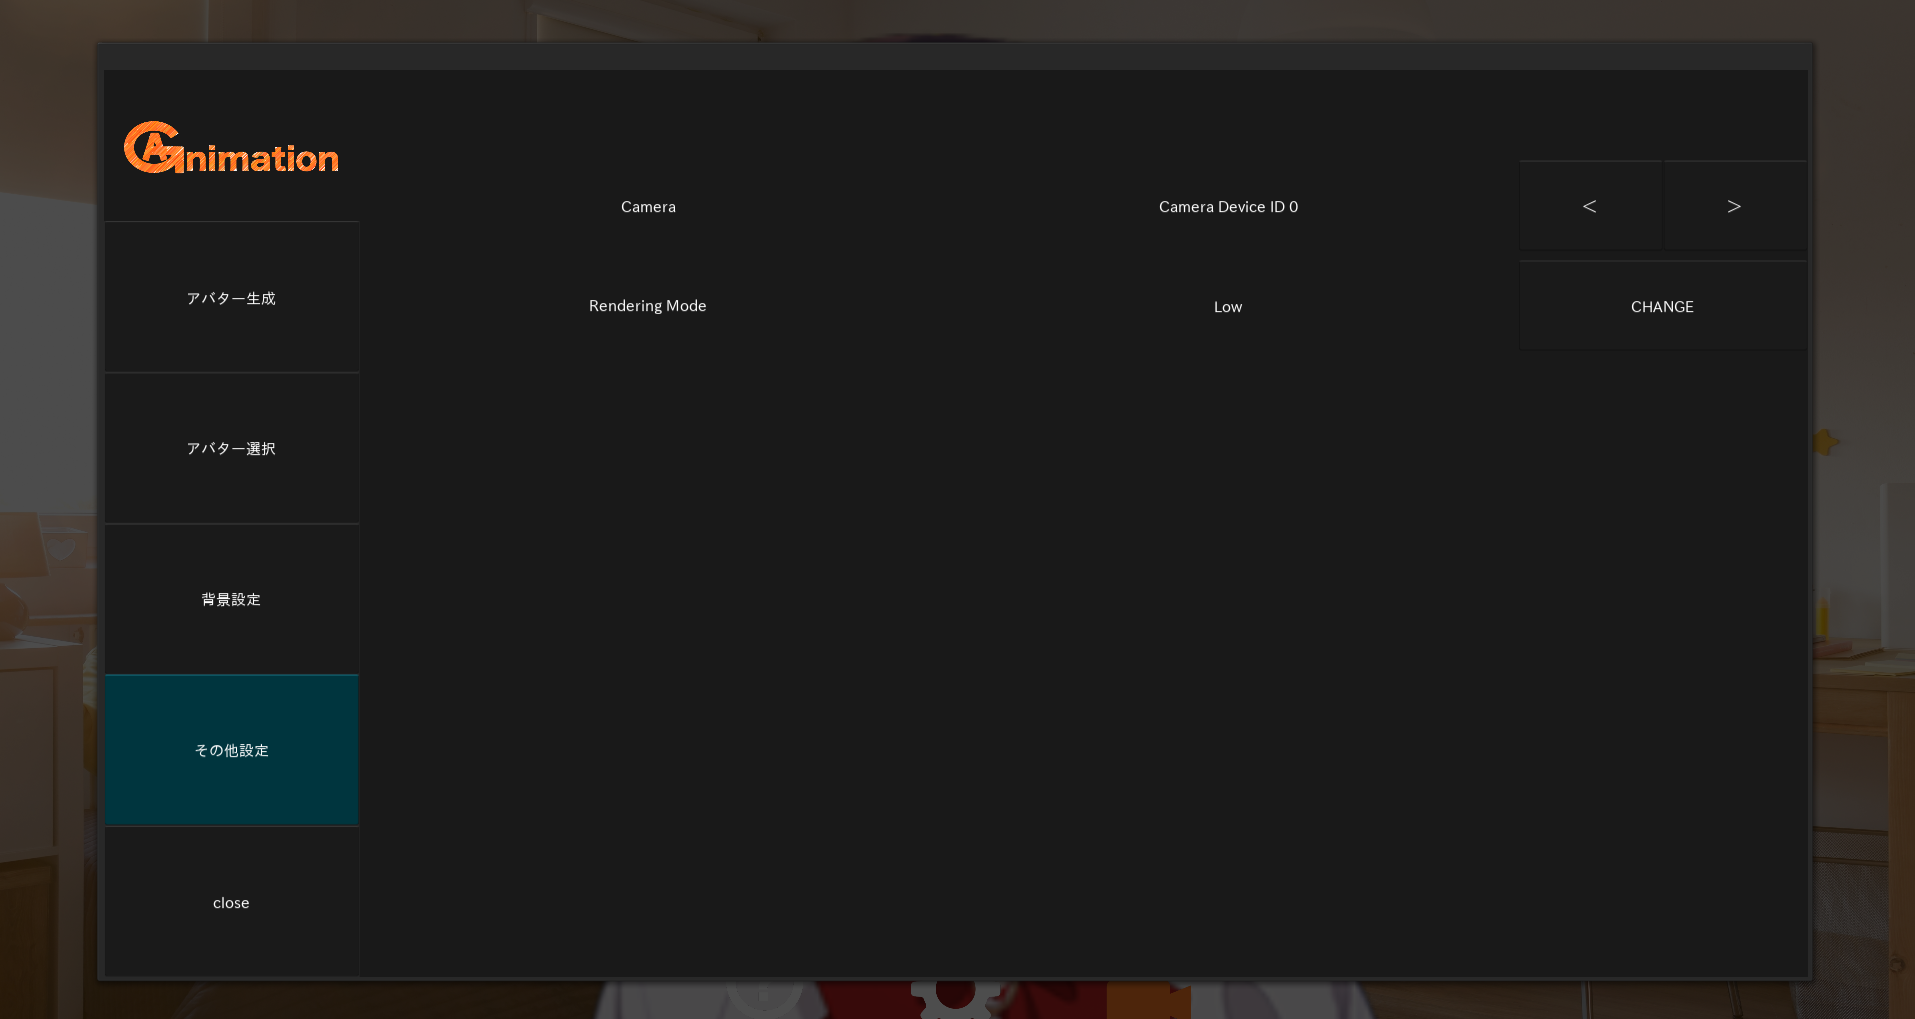 GAnimation
Camera
Camera Device ID 0
<
>
アバター生成
Rendering Mode
Low
CHANGE
アバター選択
背景設定
その他設定
close